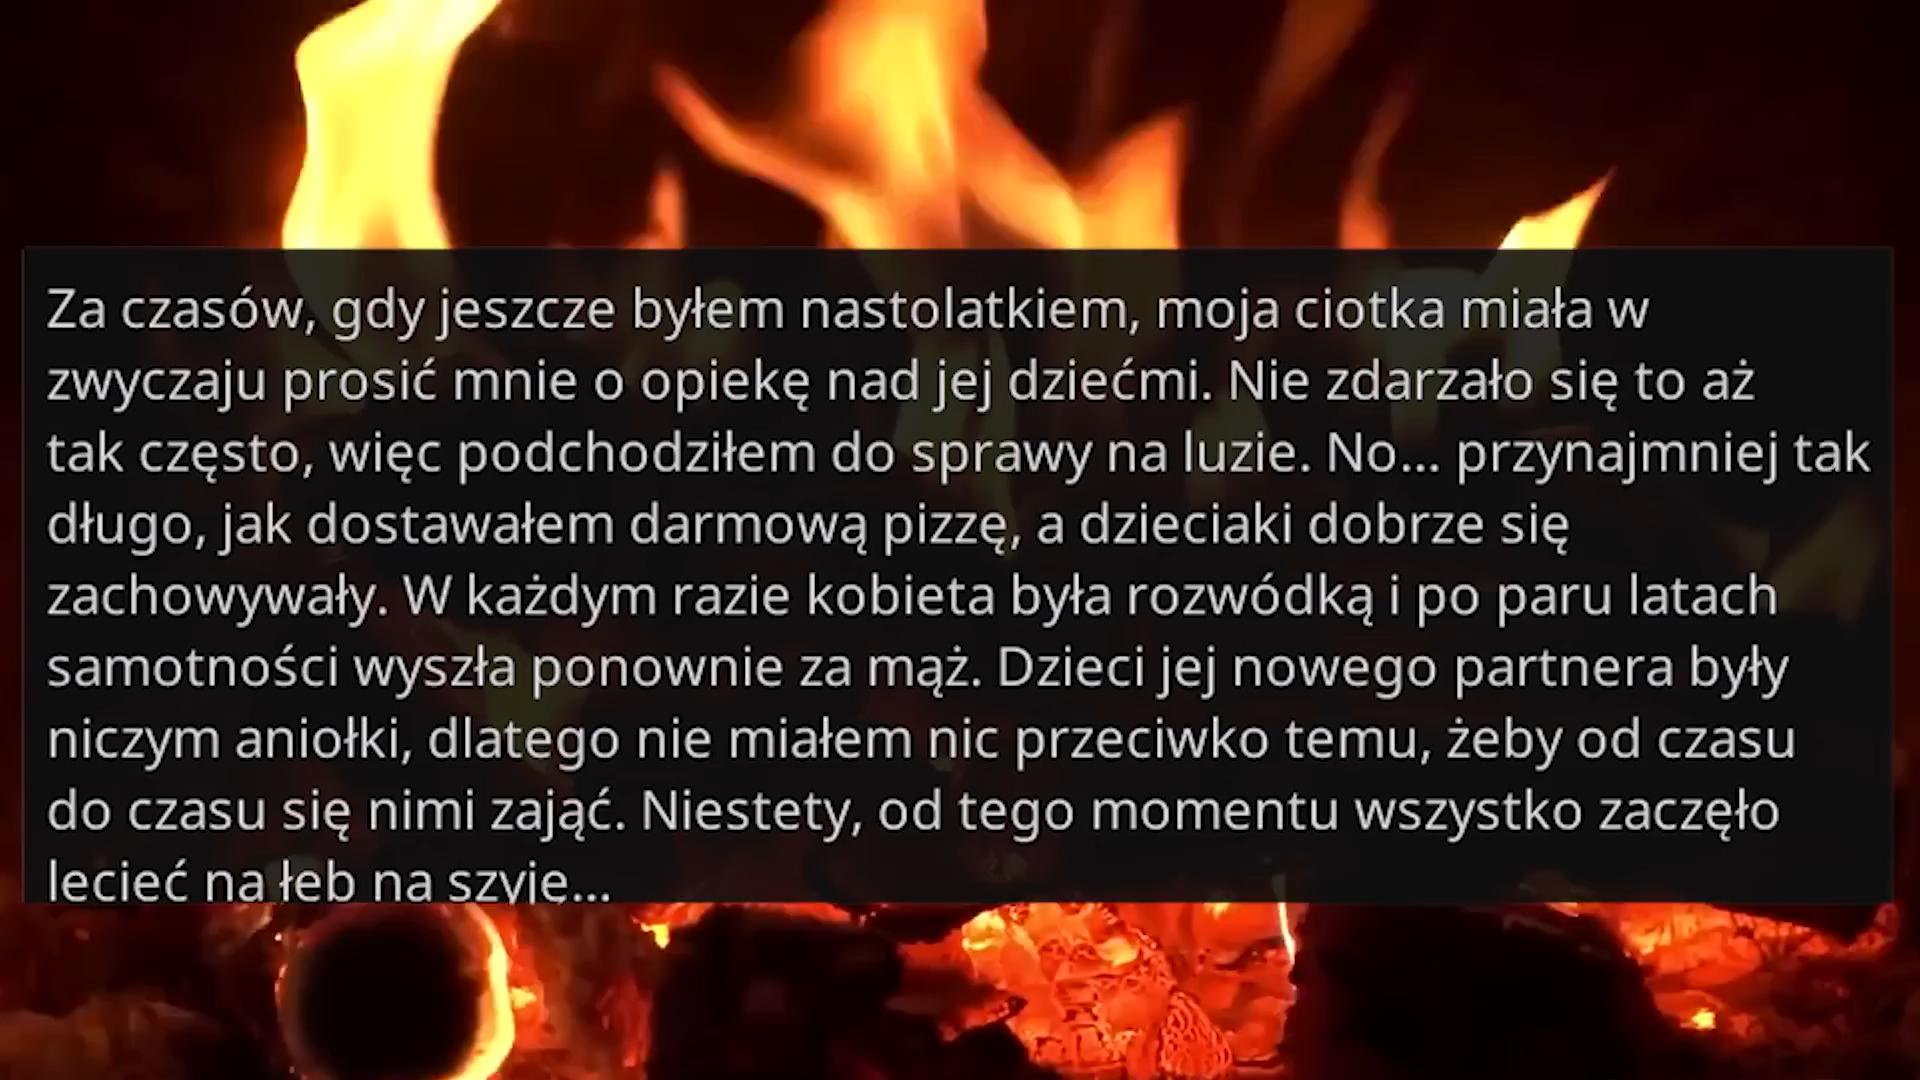 Za czasów, gdy jeszcze byłem nastolatkiem, moja ciotka miała w
zwyczaju prosić mnie o opiekę nad jej dziećmi. Nie zdarzało się to aż
tak często, więc podchodziłem do sprawy na luzie. No... przynajmniej tak
długo, jak dostawałem darmową pizzę, a dzieciaki dobrze się
zachowywały. W każdym razie kobieta była rozwódką i po paru latach
samotności wyszła ponownie za mąż. Dzieci jej nowego partnera były
niczym aniołki, dlatego nie miałem nic przeciwko temu, żeby od czasu
do czasu się nimi zająć. Niestety, od tego momentu wszystko zaczęło
lecieć na łeb na szyję...